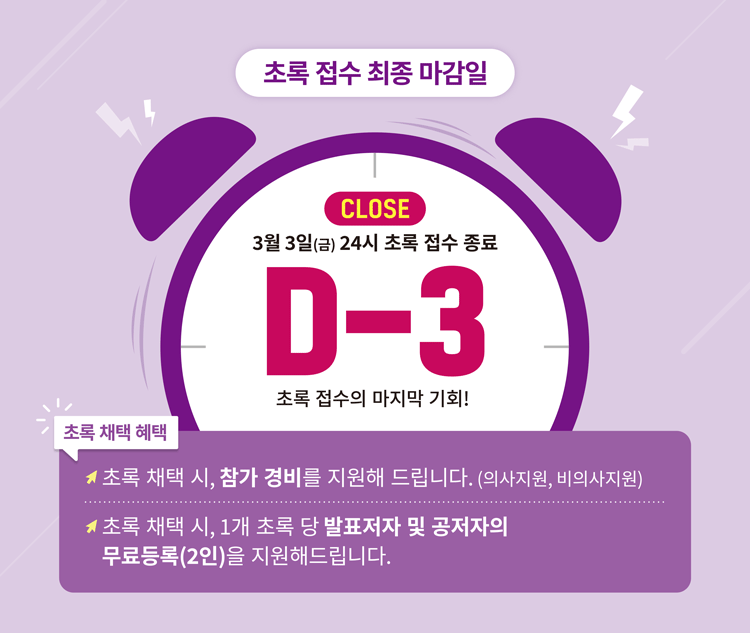 초록 접수 최종 마감일
CLOSE
3월 3일(금) 24시 초록 접수 종료
D-3
초록 접수의 마지막 기회!
초록 채택 혜택
초록 채택 시, 참가 경비를 지원해 드립니다. (의사지원, 비의사지원)
초록 채택 시, 1개 초록 당 발표저자 및 공저자의
무료등록(2인)을 지원해드립니다.